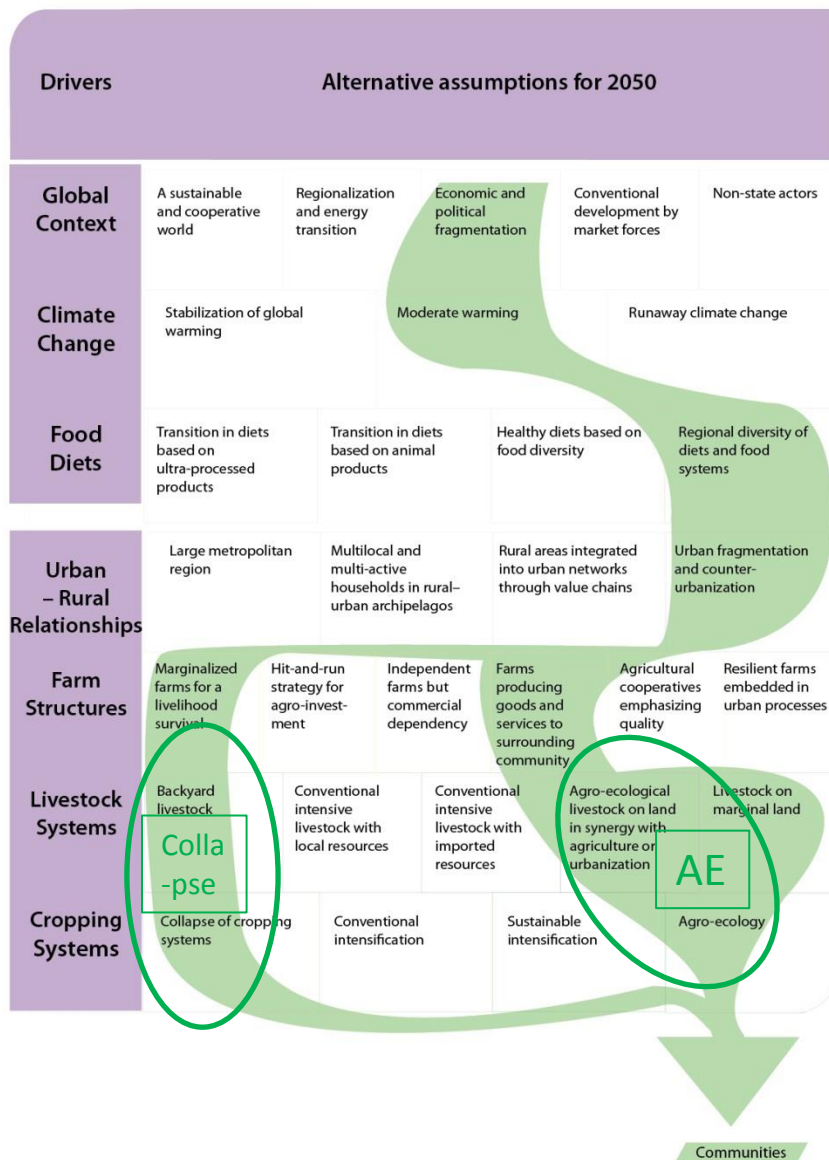 Drivers
Alternative assumptions for 2050
Global
Context
A sustainable
and cooperative
world
Regionalization
and energy
transition
Economic and
political
fragmentation
Conventional
development by
market forces
Non-state actors
Climate
Change
Stabilization of global
warming
Moderate warming
Runaway climate change
Food
Diets
Transition in diets
based on
ultra-processed
products
Transition in diets
based on animal
products
Healthy diets based on
food diversity
Regional diversity of
diets and food
systems
Urban
– Rural
Relationships
Large metropolitan
region
Multilocal and
multi-active
households in rural–
urban archipelagos
Rural areas integrated
into urban networks
through value chains
Urban fragmentation
and counter-
urbanization
Farm
Structures
Marginalized
farms for a
livelihood
survival
Hit-and-run
strategy for
agro-invest-
ment
Independent
farms but
commercial
dependency
Farms
producing
goods and
services to
surrounding
community
Agricultural
cooperatives
emphasizing
quality
Resilient farms
embedded in
urban processes
Livestock
Systems
Backyard
livestock
Conventional
intensive
livestock with
local resources
Conventional
intensive
livestock with
imported
resources
Agro-ecological
livestock on land
in synergy with
agriculture or
urbanization
Livestock on
marginal land
Colla
-pse
AE
Cropping
Systems
Collapse of cropping
systems
Conventional
intensification
Sustainable
intensification
Agro-ecology
Communities